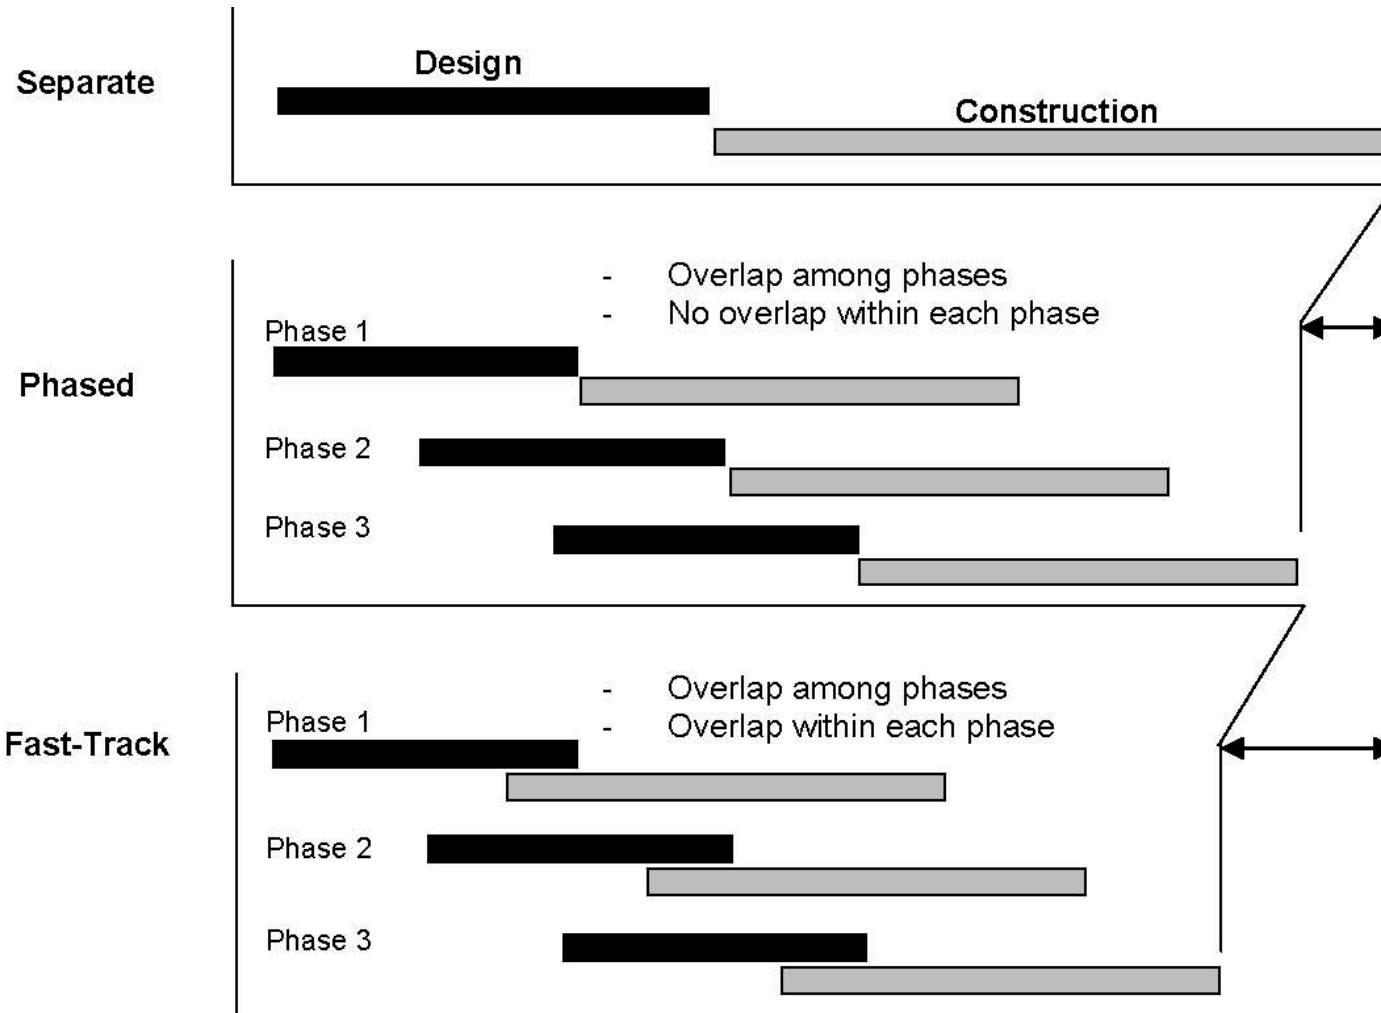 Separate
Design
Construction
Phased
- Overlap among phases
- No overlap within each phase
Phase 1
Phase 2
Phase 3
Fast-Track
- Overlap among phases
- Overlap within each phase
Phase 1
Phase 2
Phase 3